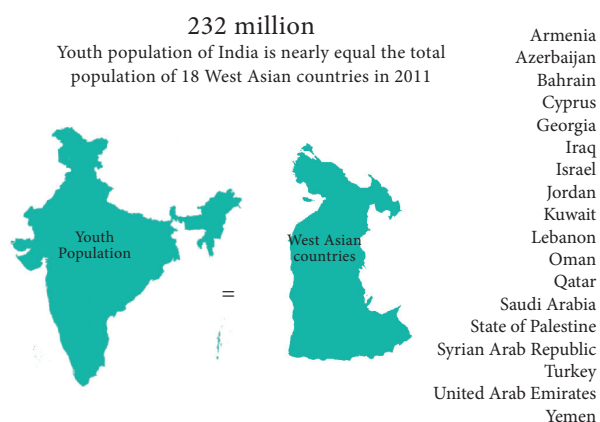 232 million
Youth population of India is nearly equal the total
population of 18 West Asian countries in 2011
Youth
Population
=
West Asian
countries
Armenia
Azerbaijan
Bahrain
Cyprus
Georgia
Iraq
Israel
Jordan
Kuwait
Lebanon
Oman
Qatar
Saudi Arabia
State of Palestine
Syrian Arab Republic
Turkey
United Arab Emirates
Yemen